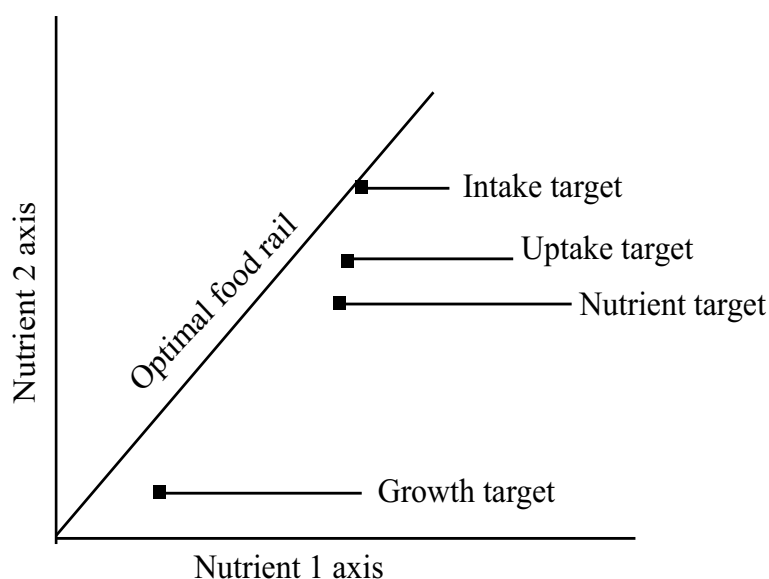 Intake target
Uptake target
Nutrient target
Optimal food rail
Nutrient 2 axis
Growth target
Nutrient 1 axis